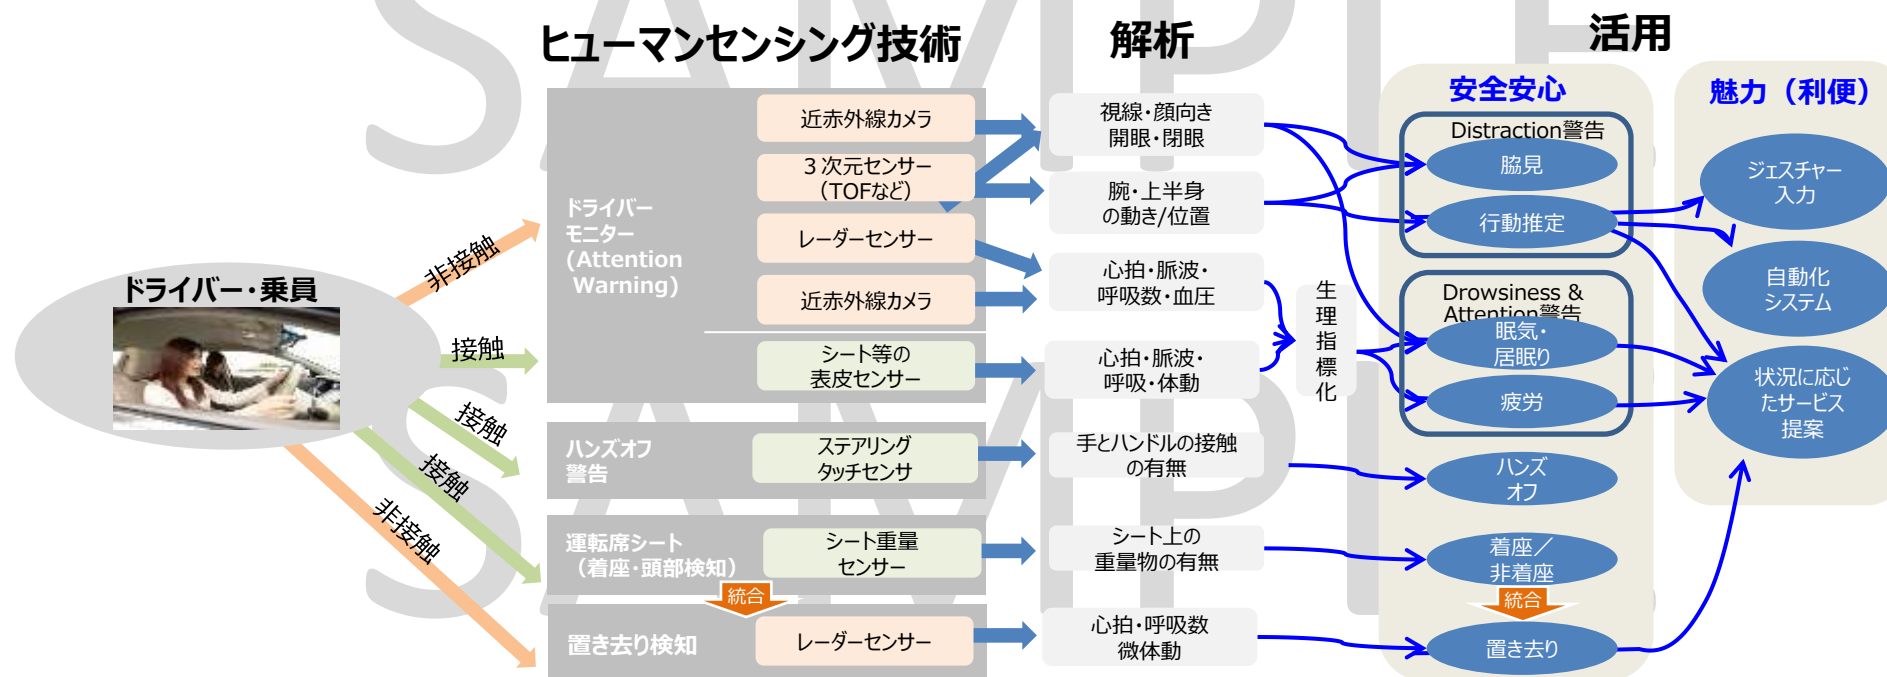 SAMPLE
SAMPLE
ヒューマンセンシング技術
解析
活用
安全安心
魅力（利便）
ドライバー・乗員
非接触
接触
接触
接触
非接触
ドライバー
モニター
(Attention
Warning)
近赤外線カメラ
３次元センサー
（TOFなど）
レーダーセンサー
近赤外線カメラ
シート等の
表皮センサー
ハンズオフ
警告
ステアリング
タッチセンサ
運転席シート
（着座・頭部検知）
シート重量
センサー
統合
置き去り検知
レーダーセンサー
視線・顔向き
開眼・閉眼
腕・上半身
の動き/位置
心拍・脈波・
呼吸数・血圧
心拍・脈波・
呼吸・体動
生理指標化
手とハンドルの接触
の有無
シート上の
重量物の有無
心拍・呼吸数
微体動
Distraction警告
脇見
行動推定
Drowsiness &
Attention警告
眠気・
居眠り
疲労
ハンズ
オフ
着座／
非着座
統合
置き去り
ジェスチャー
入力
自動化
システム
状況に応じ
たサービス
提案